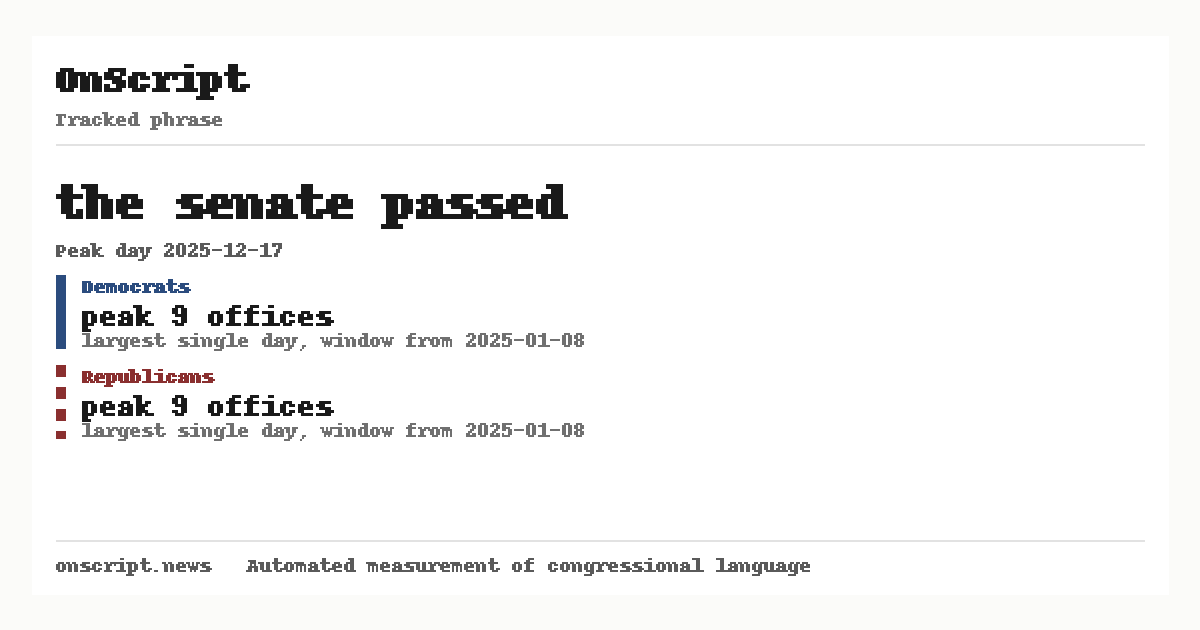 OnScript
Tracked phrase
the senate passed
Peak day 2025-12-17
Democrats
peak 9 offices
largest single day, window from 2025-01-08
Republicans
peak 9 offices
largest single day, window from 2025-01-08
onscript.news Automated measurement of congressional language